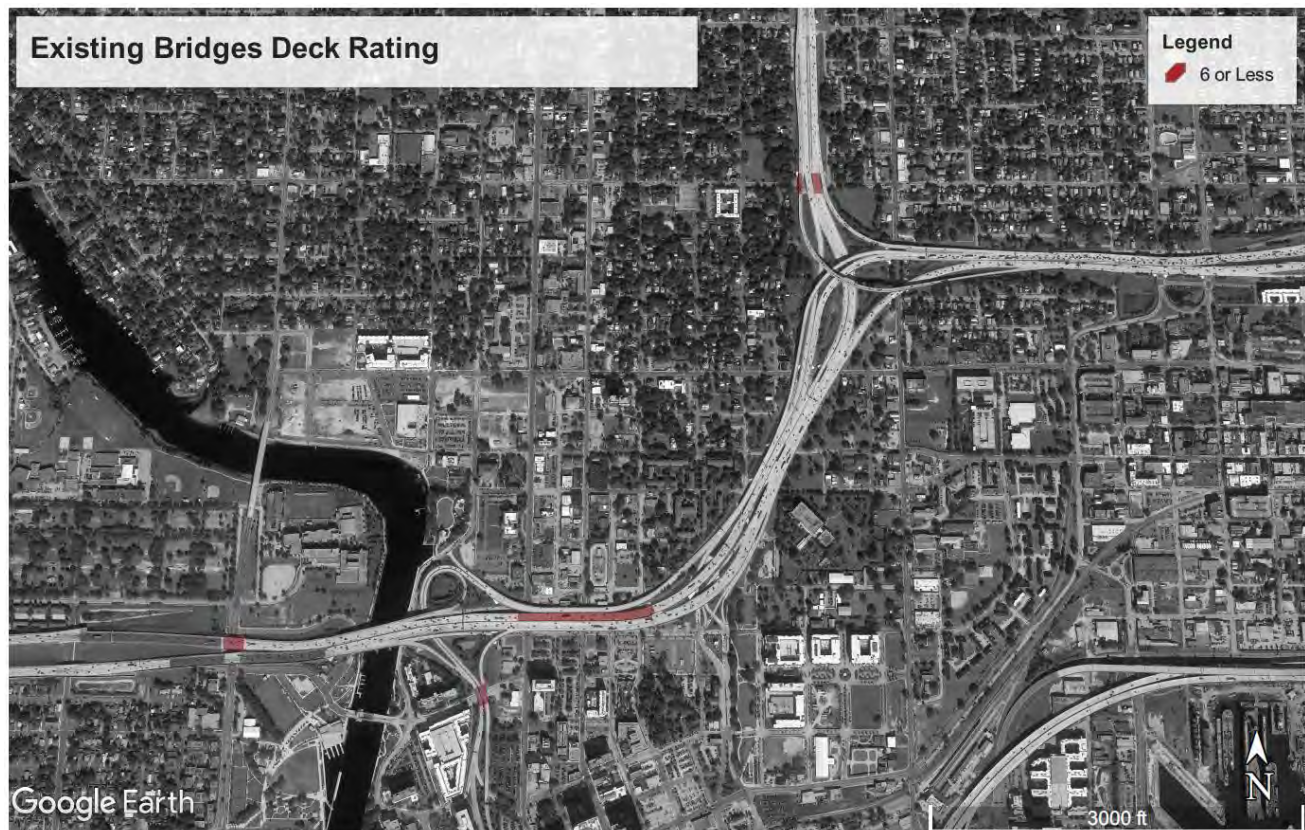 Existing Bridges Deck Rating
Legend
6 or Less
Google Earth
3000 ft
N